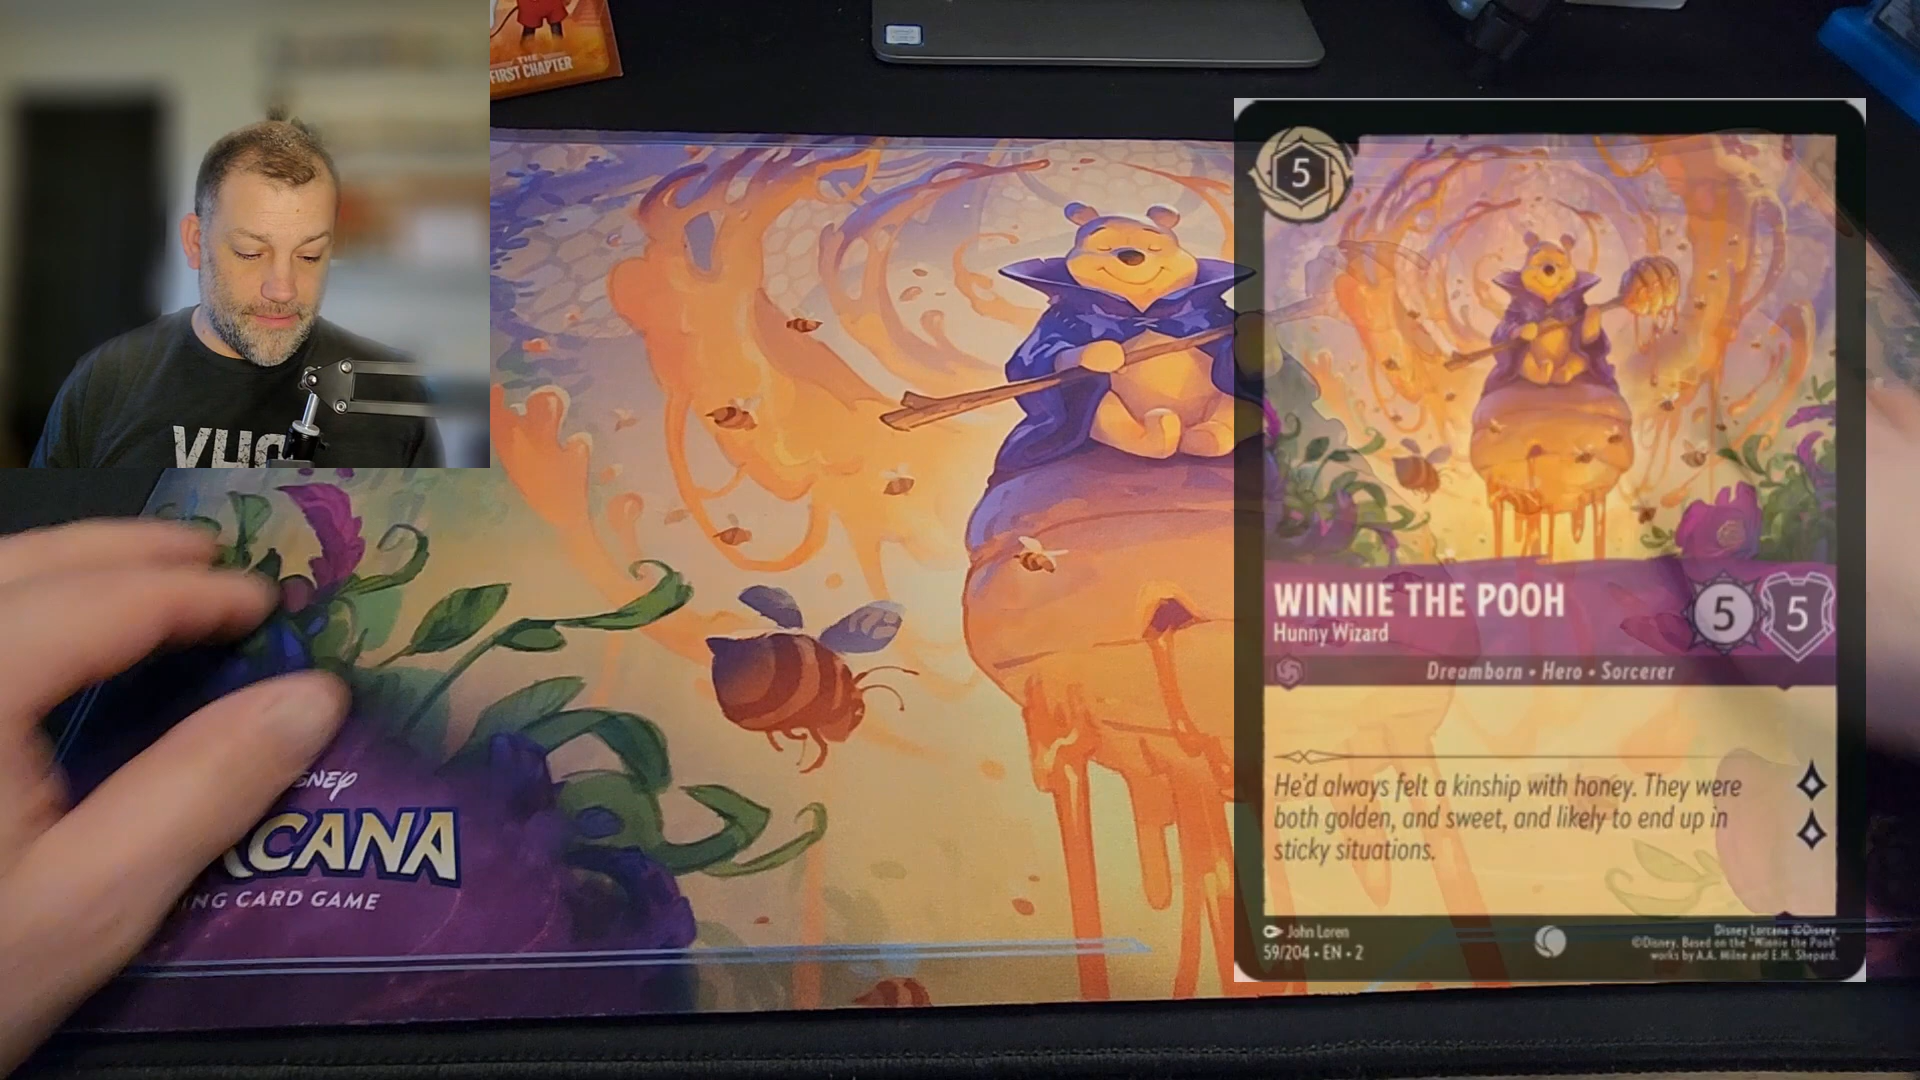 THE
FIRST CHAPTER
5
WINNIE THE POOH
Hunny Wizard
5
5
Dreamborn • Hero • Sorcerer
He'd always felt a kinship with honey. They were
both golden, and sweet, and likely to end up in
sticky situations.
John Loren
59/204 • EN • 2
Disney Lorcana ©Disney
©Disney. Based on the "Winnie the Pooh"
works by A.A. Milne and E.H. Shepard.
SNEY
CANA
ING CARD GAME